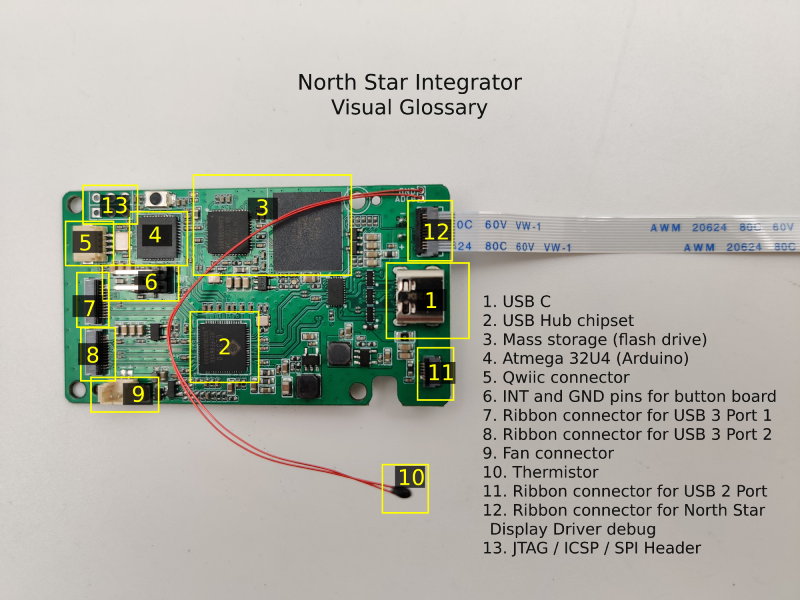 North Star Integrator
Visual Glossary
13
3
4
5
12
0C 60V VW-1
AWM 20624 80C 60V
24 80C 60V VW-1
AWM 20624 80C
6
7
1
2
8
11
9
10
1. USB C
2. USB Hub chipset
3. Mass storage (flash drive)
4. Atmega 32U4 (Arduino)
5. Qwiic connector
6. INT and GND pins for button board
7. Ribbon connector for USB 3 Port 1
8. Ribbon connector for USB 3 Port 2
9. Fan connector
10. Thermistor
11. Ribbon connector for USB 2 Port
12. Ribbon connector for North Star
Display Driver debug
13. JTAG / ICSP / SPI Header